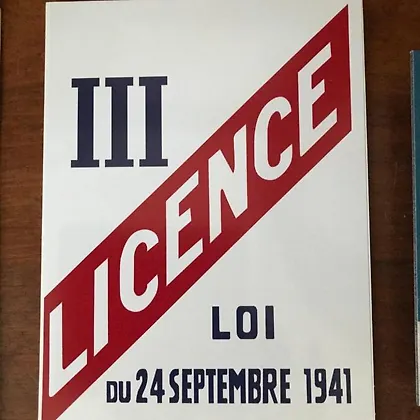 III
LICENCE
LOI
DU 24 SEPTEMBRE 1941